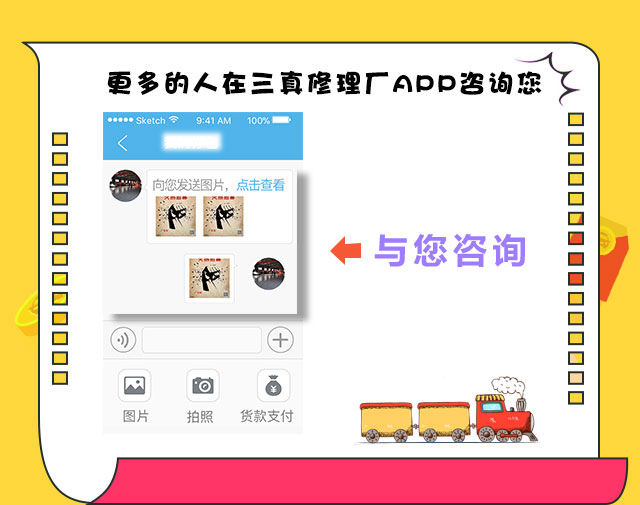 更多的人在三真修理厂APP咨询您
Sketch 9:41 AM 100%
向您发送图片，点击查看
与您咨询
图片 拍照 货款支付